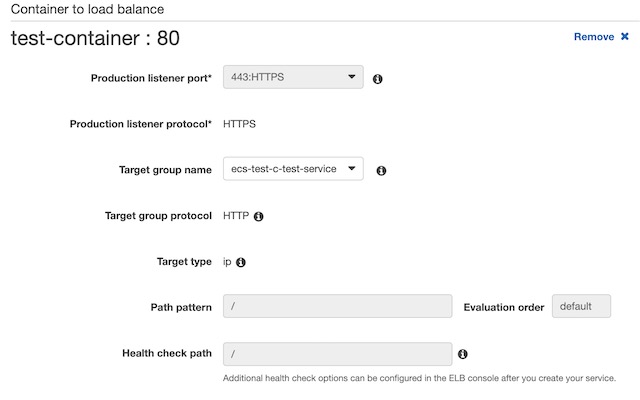 Container to load balance
test-container : 80 Remove ✖
Production listener port* 443:HTTPS
Production listener protocol* HTTPS
Target group name ecs-test-c-test-service
Target group protocol HTTP
Target type ip
Path pattern / Evaluation order default
Health check path /
Additional health check options can be configured in the ELB console after you create your service.